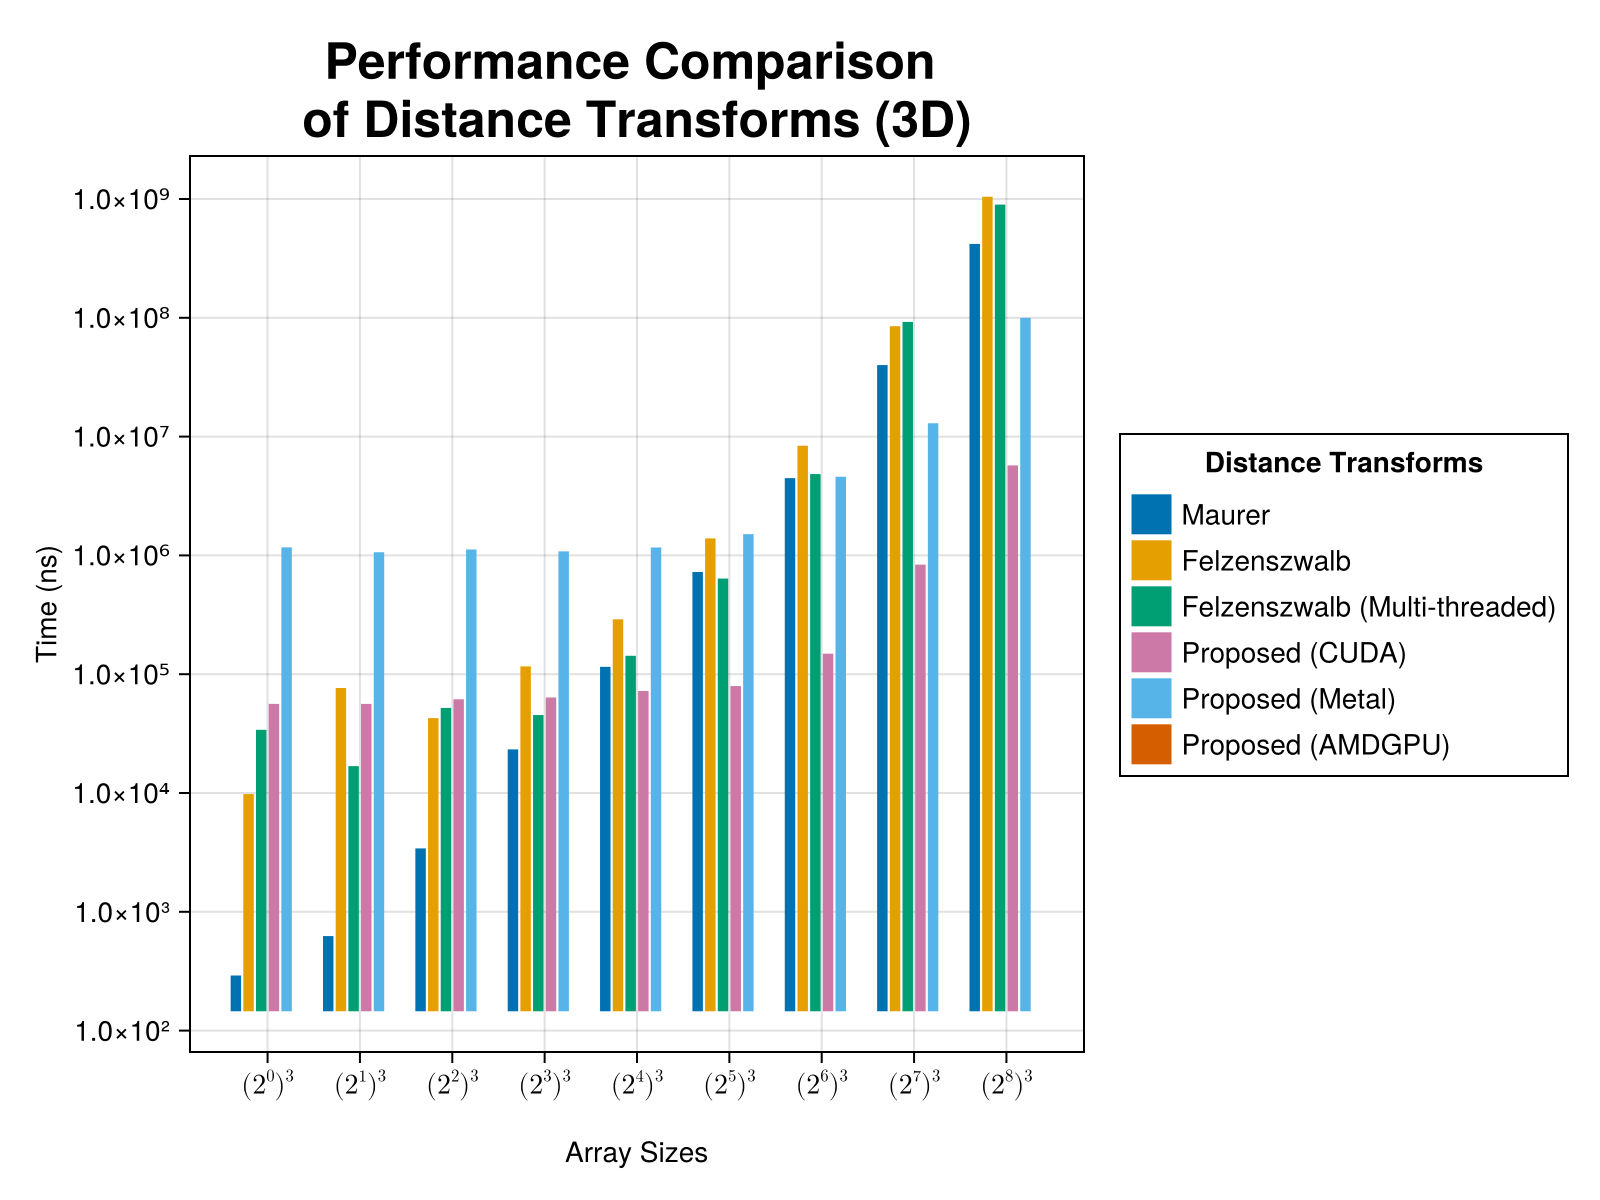 Performance Comparison
of Distance Transforms (3D)
1.0×10⁹
1.0×10⁸
1.0×10⁷
1.0×10⁶
1.0×10⁵
1.0×10⁴
1.0×10³
1.0×10²
Time (ns)
(2⁰)³ (2¹)³ (2²)³ (2³)³ (2⁴)³ (2⁵)³ (2⁶)³ (2⁷)³ (2⁸)³
Array Sizes
Distance Transforms
Maurer
Felzenszwalb
Felzenszwalb (Multi-threaded)
Proposed (CUDA)
Proposed (Metal)
Proposed (AMDGPU)